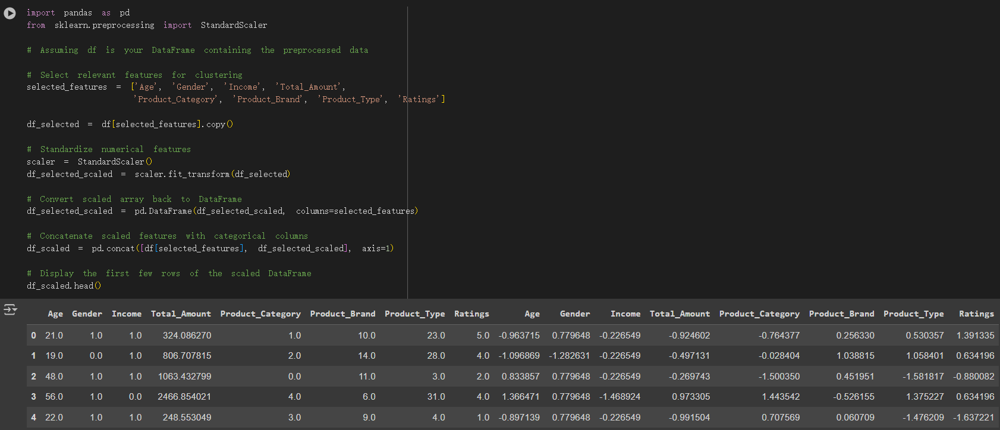 import pandas as pd
from sklearn.preprocessing import StandardScaler
# Assuming df is your DataFrame containing the preprocessed data
# Select relevant features for clustering
selected_features = ['Age', 'Gender', 'Income', 'Total_Amount',
'Product_Category', 'Product_Brand', 'Product_Type', 'Ratings']
df_selected = df[selected_features].copy()
# Standardize numerical features
scaler = StandardScaler()
df_selected_scaled = scaler.fit_transform(df_selected)
# Convert scaled array back to DataFrame
df_selected_scaled = pd.DataFrame(df_selected_scaled, columns=selected_features)
# Concatenate scaled features with categorical columns
df_scaled = pd.concat([df[selected_features], df_selected_scaled], axis=1)
# Display the first few rows of the scaled DataFrame
df_scaled.head()
Age Gender Income Total_Amount Product_Category Product_Brand Product_Type Ratings Age Gender Income Total_Amount Product_Category Product_Brand Product_Type Ratings
0 21.0 1.0 1.0 324.086270 1.0 10.0 23.0 5.0 -0.963715 0.779648 -0.226549 -0.924602 -0.764377 0.256330 0.530357 1.391335
1 19.0 0.0 1.0 806.707815 2.0 14.0 28.0 4.0 -1.096869 -1.282631 -0.226549 -0.497131 -0.028404 1.038815 1.058401 0.634196
2 48.0 1.0 1.0 1063.432799 0.0 11.0 3.0 2.0 0.833857 0.779648 -0.226549 -0.269743 -1.500350 0.451951 -1.581817 -0.880082
3 56.0 1.0 0.0 2466.854021 4.0 6.0 31.0 4.0 1.366471 0.779648 -1.468924 0.973305 1.443542 -0.526155 1.375227 0.634196
4 22.0 1.0 1.0 248.553049 3.0 9.0 4.0 1.0 -0.897139 0.779648 -0.226549 -0.991504 0.707569 0.060709 -1.476209 -1.637221